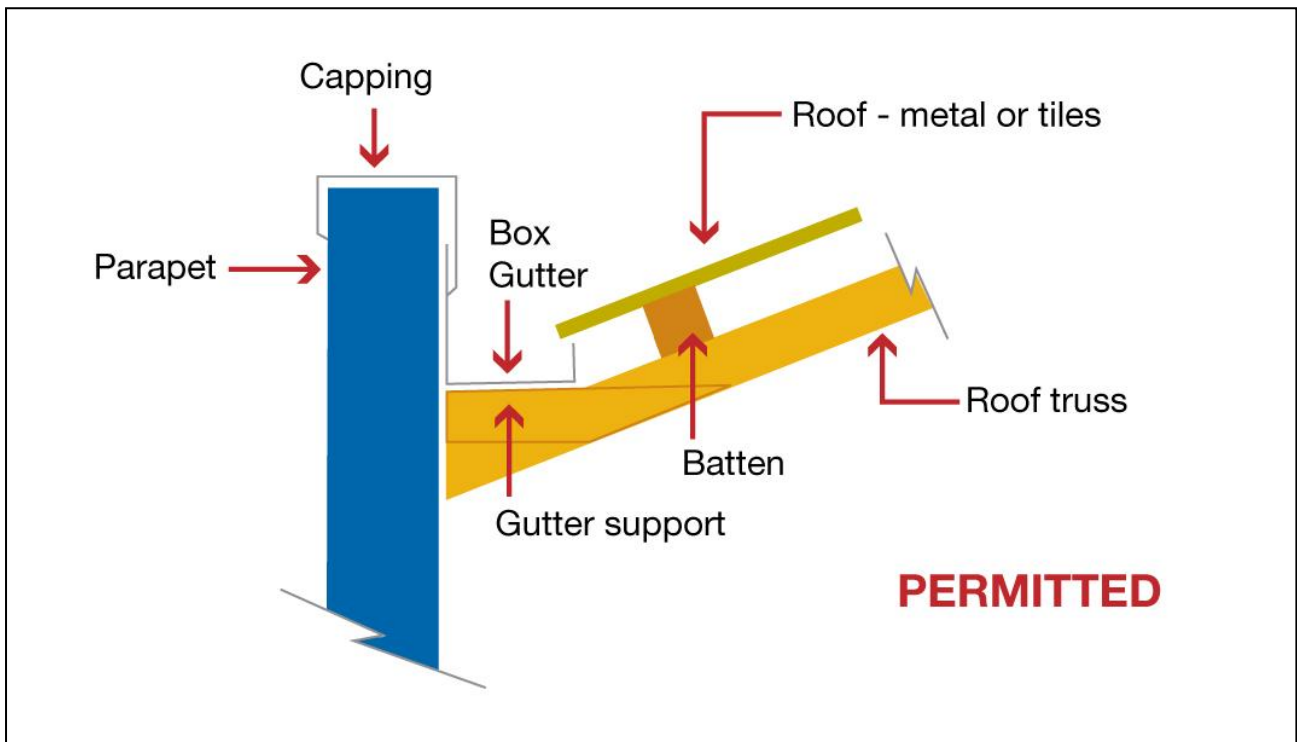 Capping
Roof - metal or tiles
Box
Gutter
Parapet
Roof truss
Batten
Gutter support
PERMITTED